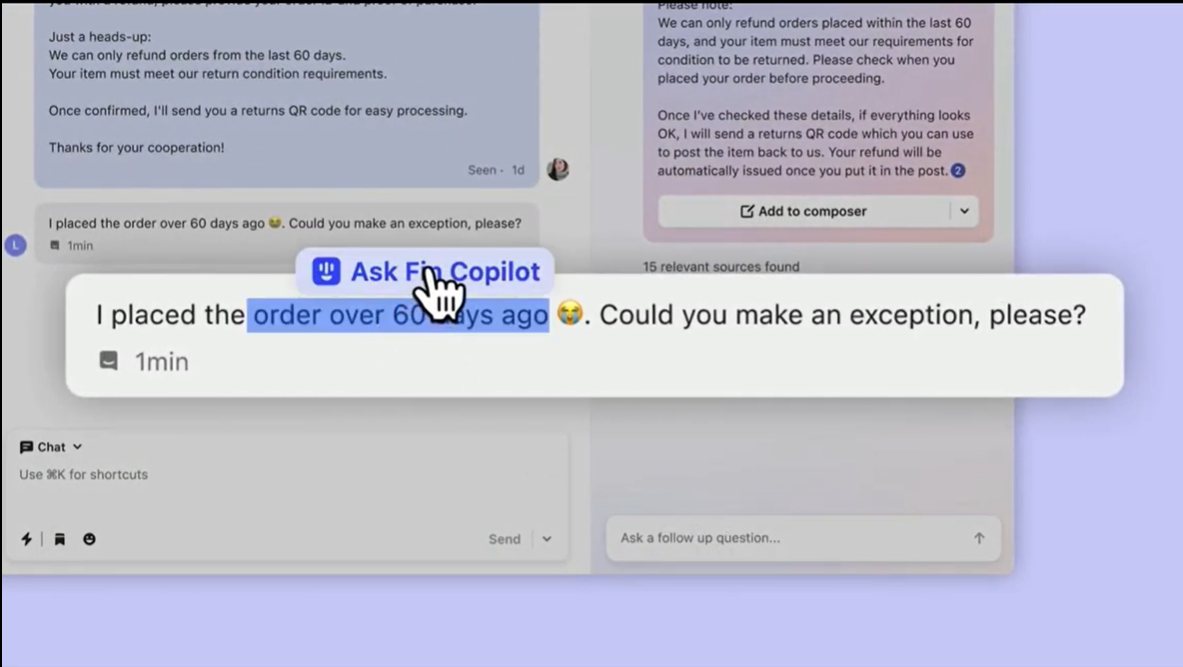 Just a heads-up:
We can only refund orders from the last 60 days.
Your item must meet our return condition requirements.
Once confirmed, I'll send you a returns QR code for easy processing.
Thanks for your cooperation!
Seen · 1d
I placed the order over 60 days ago 😭. Could you make an exception, please?
L
1min
Please note:
We can only refund orders placed within the last 60
days, and your item must meet our requirements for
condition to be returned. Please check when you
placed your order before proceeding.
Once I've checked these details, if everything looks
OK, I will send a returns QR code which you can use
to post the item back to us. Your refund will be
automatically issued once you put it in the post. 2
Add to composer
15 relevant sources found
Ask Fin Copilot
I placed the order over 60 days ago 😭. Could you make an exception, please?
1min
Chat
Use ⌘K for shortcuts
Send
Ask a follow up question...